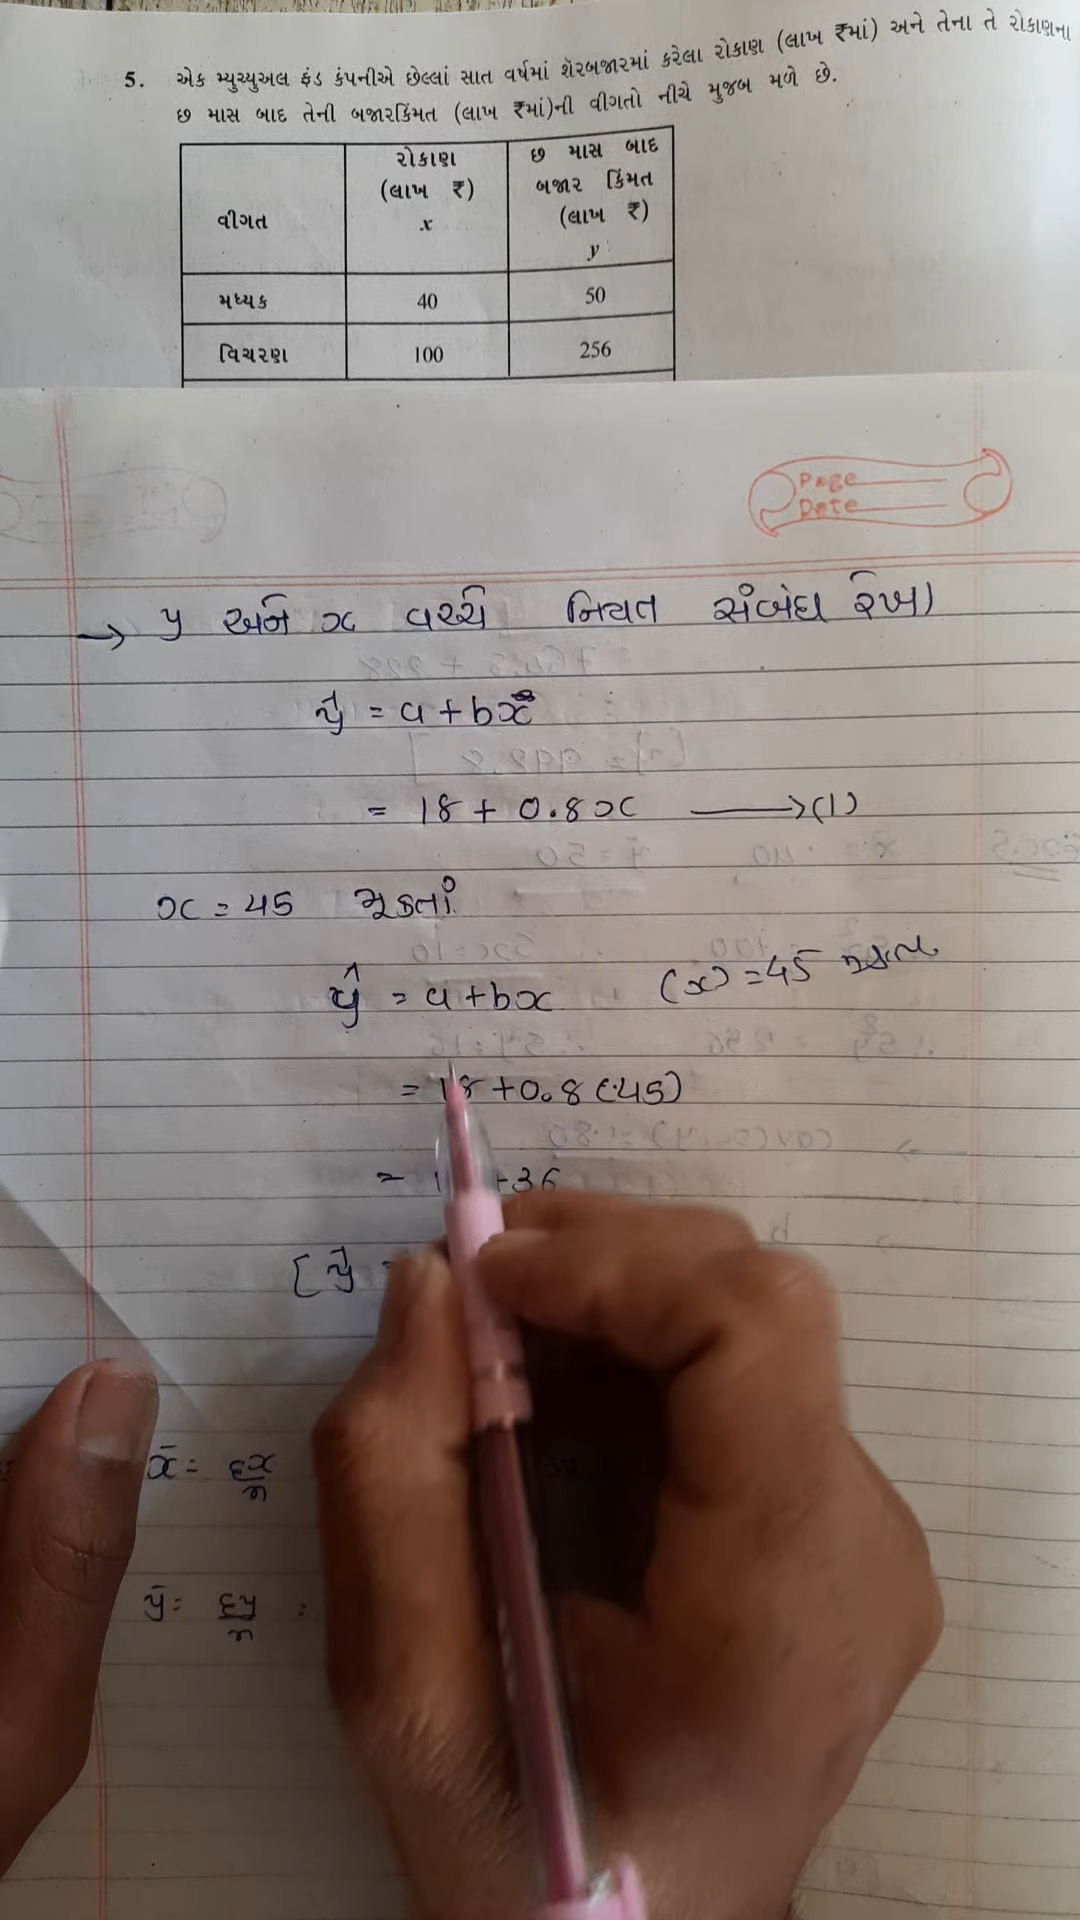 5. એક મ્યુચ્યુઅલ ફંડ કંપનીએ છેલ્લાં સાત વર્ષમાં શૅરબજારમાં કરેલા રોકાણ (લાખ ₹માં) અને તેના તે રોકાણના
છ માસ બાદ તેની બજારકિંમત (લાખ ₹માં)ની વીગતો નીચે મુજબ મળે છે.
વીગત
રોકાણ
(લાખ ₹)
x
છ માસ બાદ
બજાર કિંમત
(લાખ ₹)
y
મધ્યક 40 50
વિચરણ 100 256
Page
Date
→ y અને x વચ્ચે નિયત સંબંધ રેખા
ŷ = a + bx
= 18 + 0.8x ⟶ (1)
x = 45 મૂકતાં
ŷ = a + bx (x) = 45 મૂકતા
= 18 + 0.8 (45)
= + 36
[ ŷ =
x̄ = Σx/n
ȳ = Σy/n =